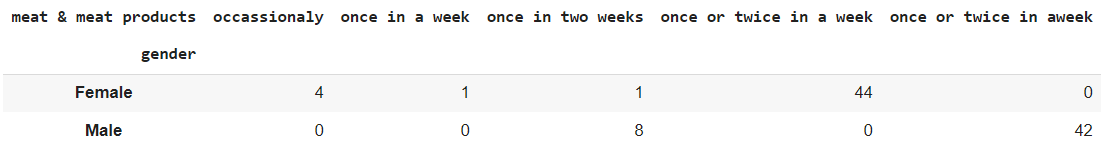 meat & meat products occassionaly once in a week once in two weeks once or twice in a week once or twice in aweek
gender
Female 4 1 1 44 0
Male 0 0 8 0 42